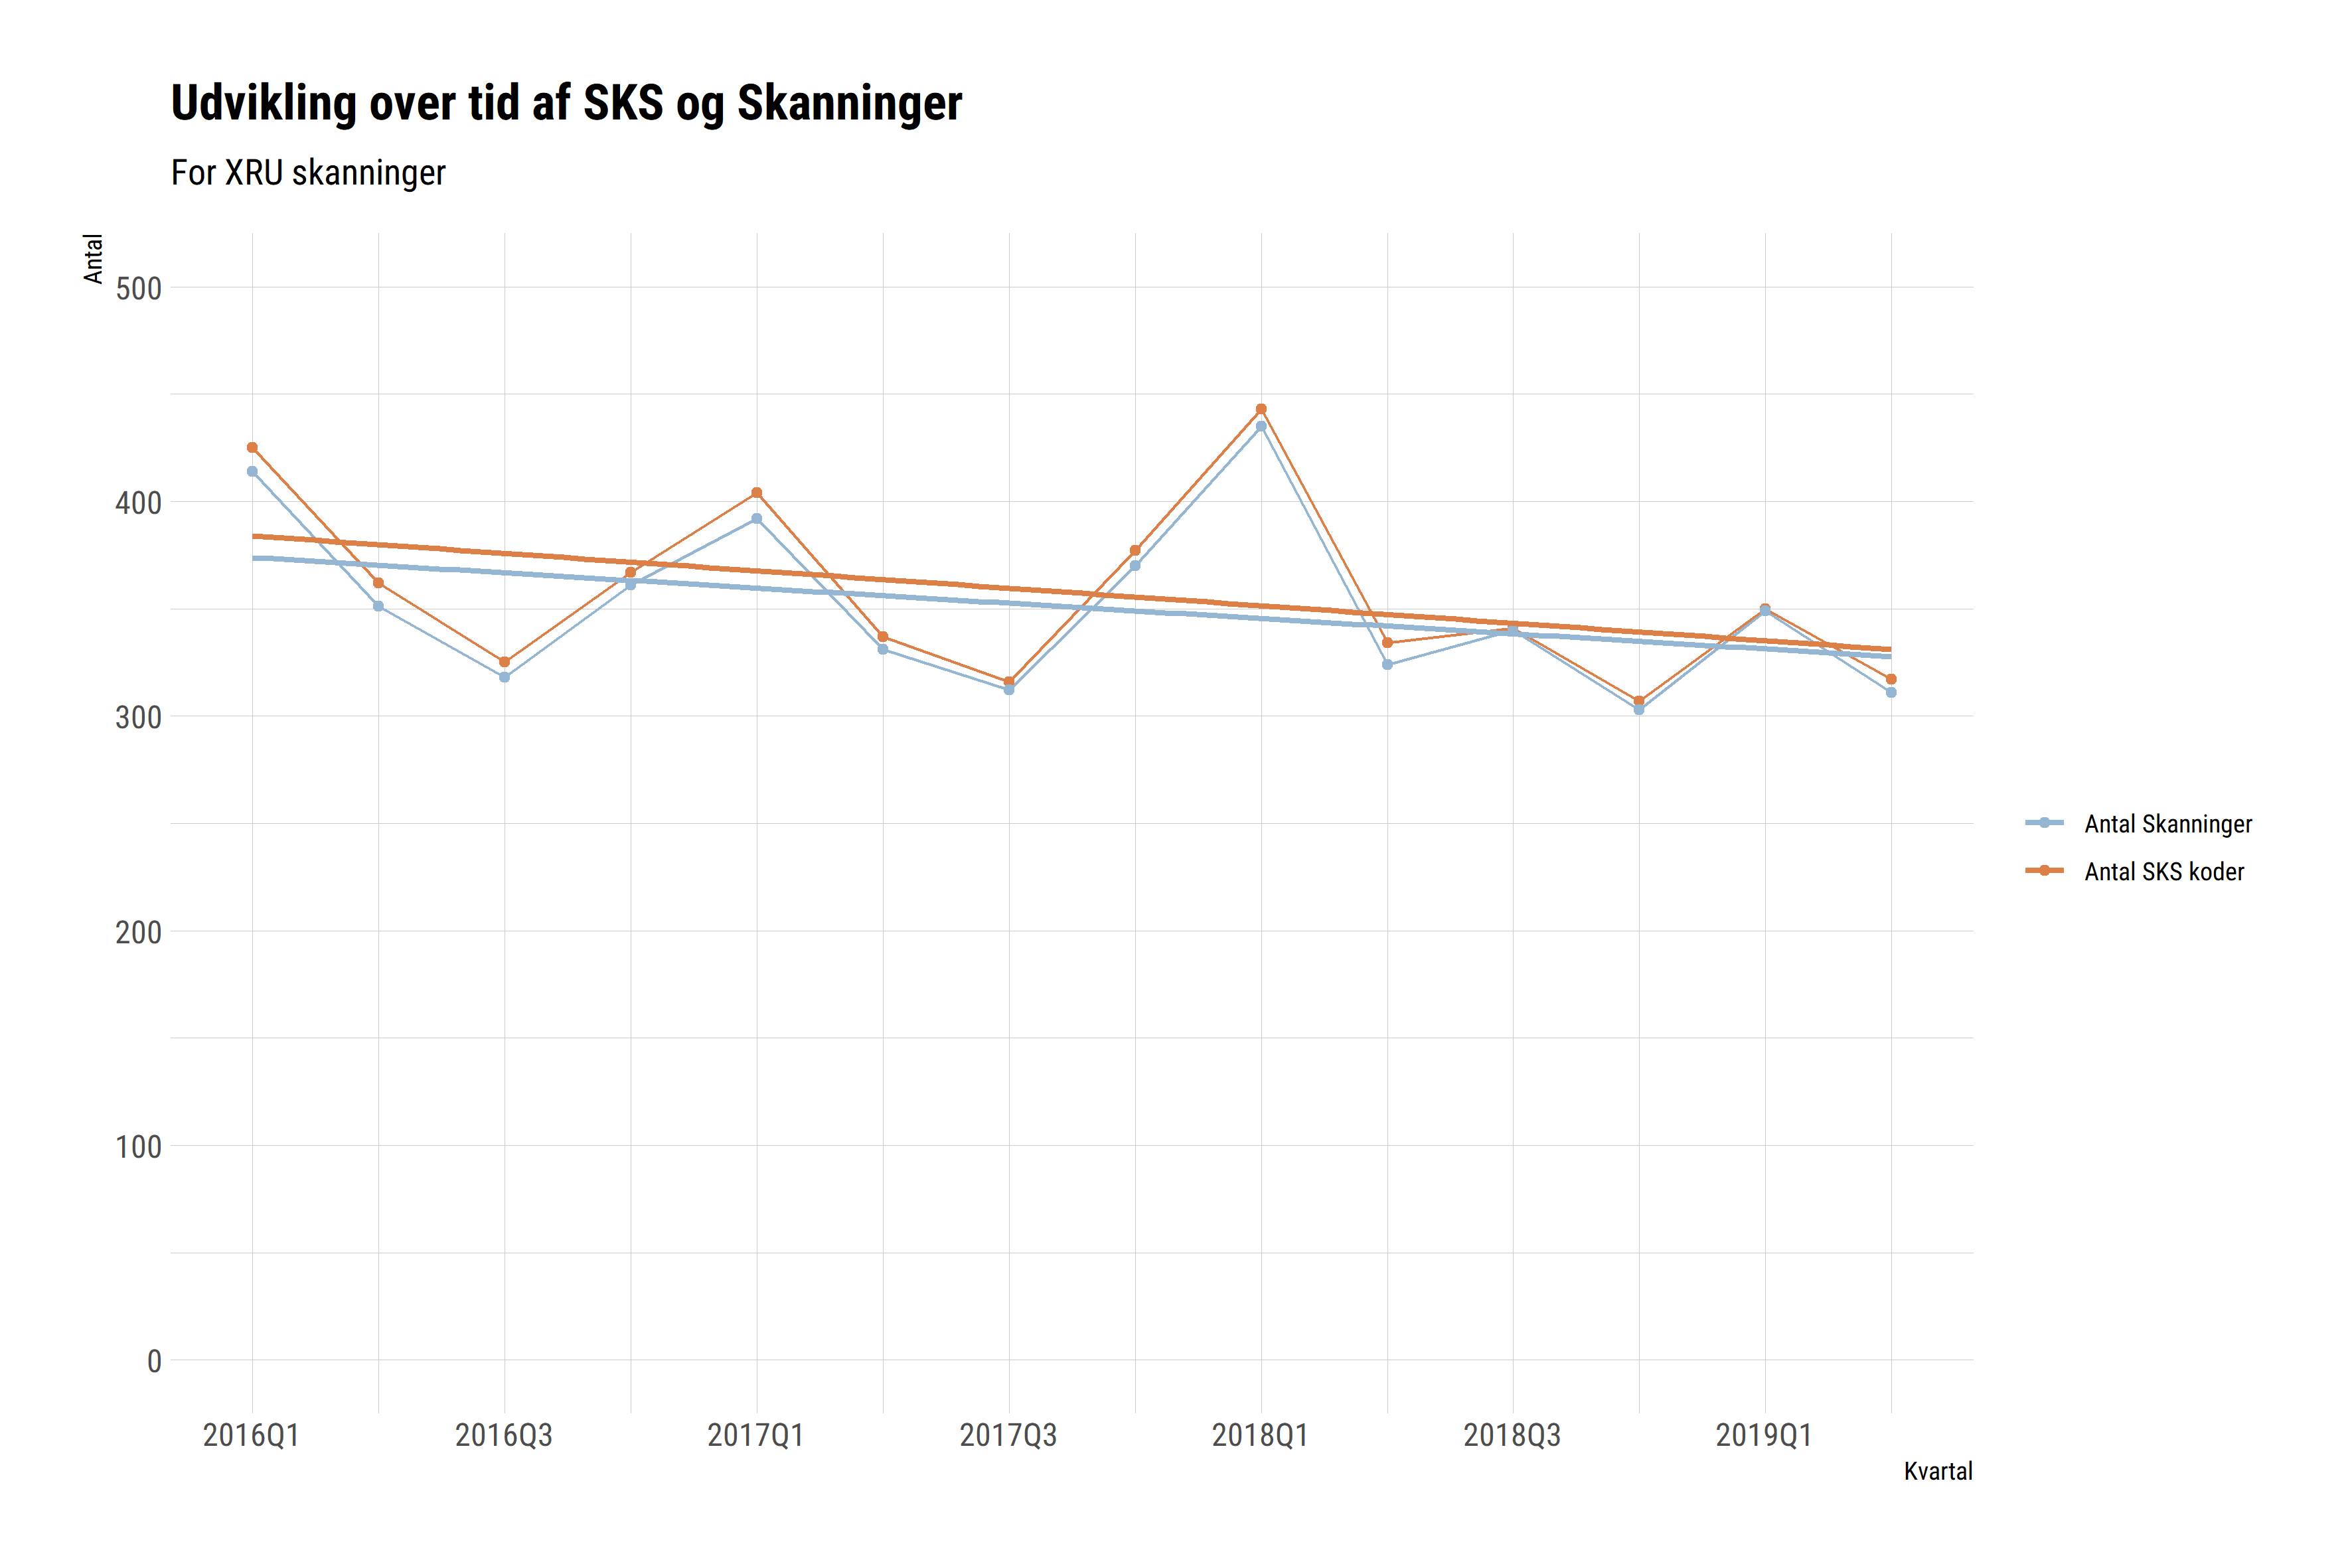 Udvikling over tid af SKS og Skanninger
For XRU skanninger
Antal
500
400
300
200
100
0
2016Q1 2016Q3 2017Q1 2017Q3 2018Q1 2018Q3 2019Q1
Kvartal
Antal Skanninger
Antal SKS koder